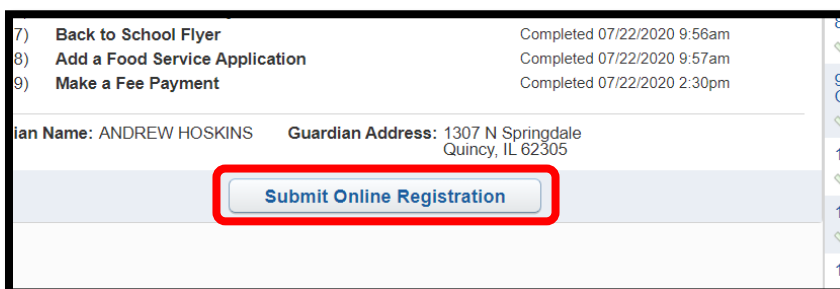 7) Back to School Flyer Completed 07/22/2020 9:56am
8) Add a Food Service Application Completed 07/22/2020 9:57am
9) Make a Fee Payment Completed 07/22/2020 2:30pm
ian Name: ANDREW HOSKINS Guardian Address: 1307 N Springdale
Quincy, IL 62305
Submit Online Registration